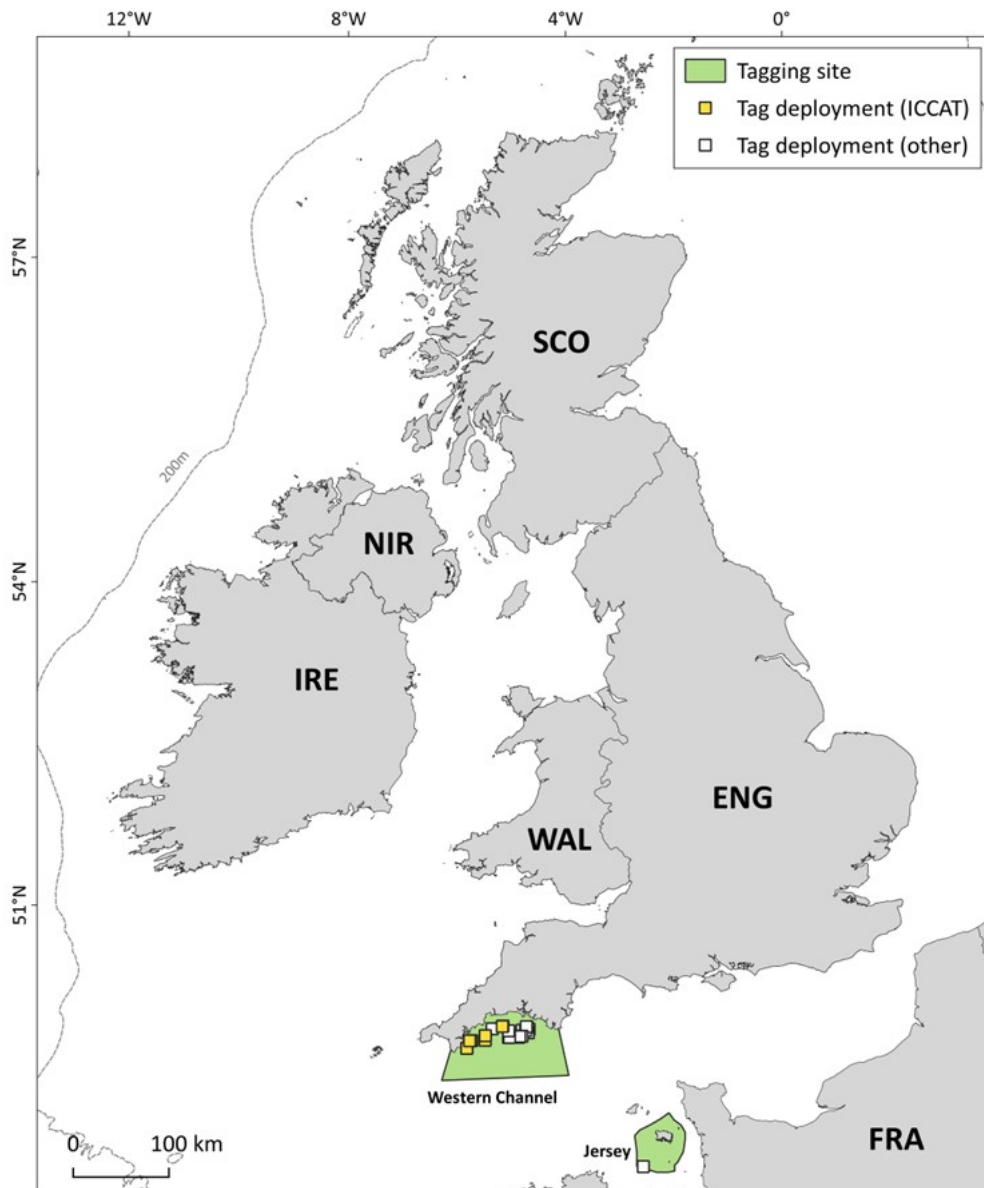 12°W
8°W
4°W
0°
Tagging site
Tag deployment (ICCAT)
Tag deployment (other)
57°N
SCO
200m
NIR
54°N
IRE
ENG
WAL
51°N
Western Channel
0 100 km
Jersey
FRA